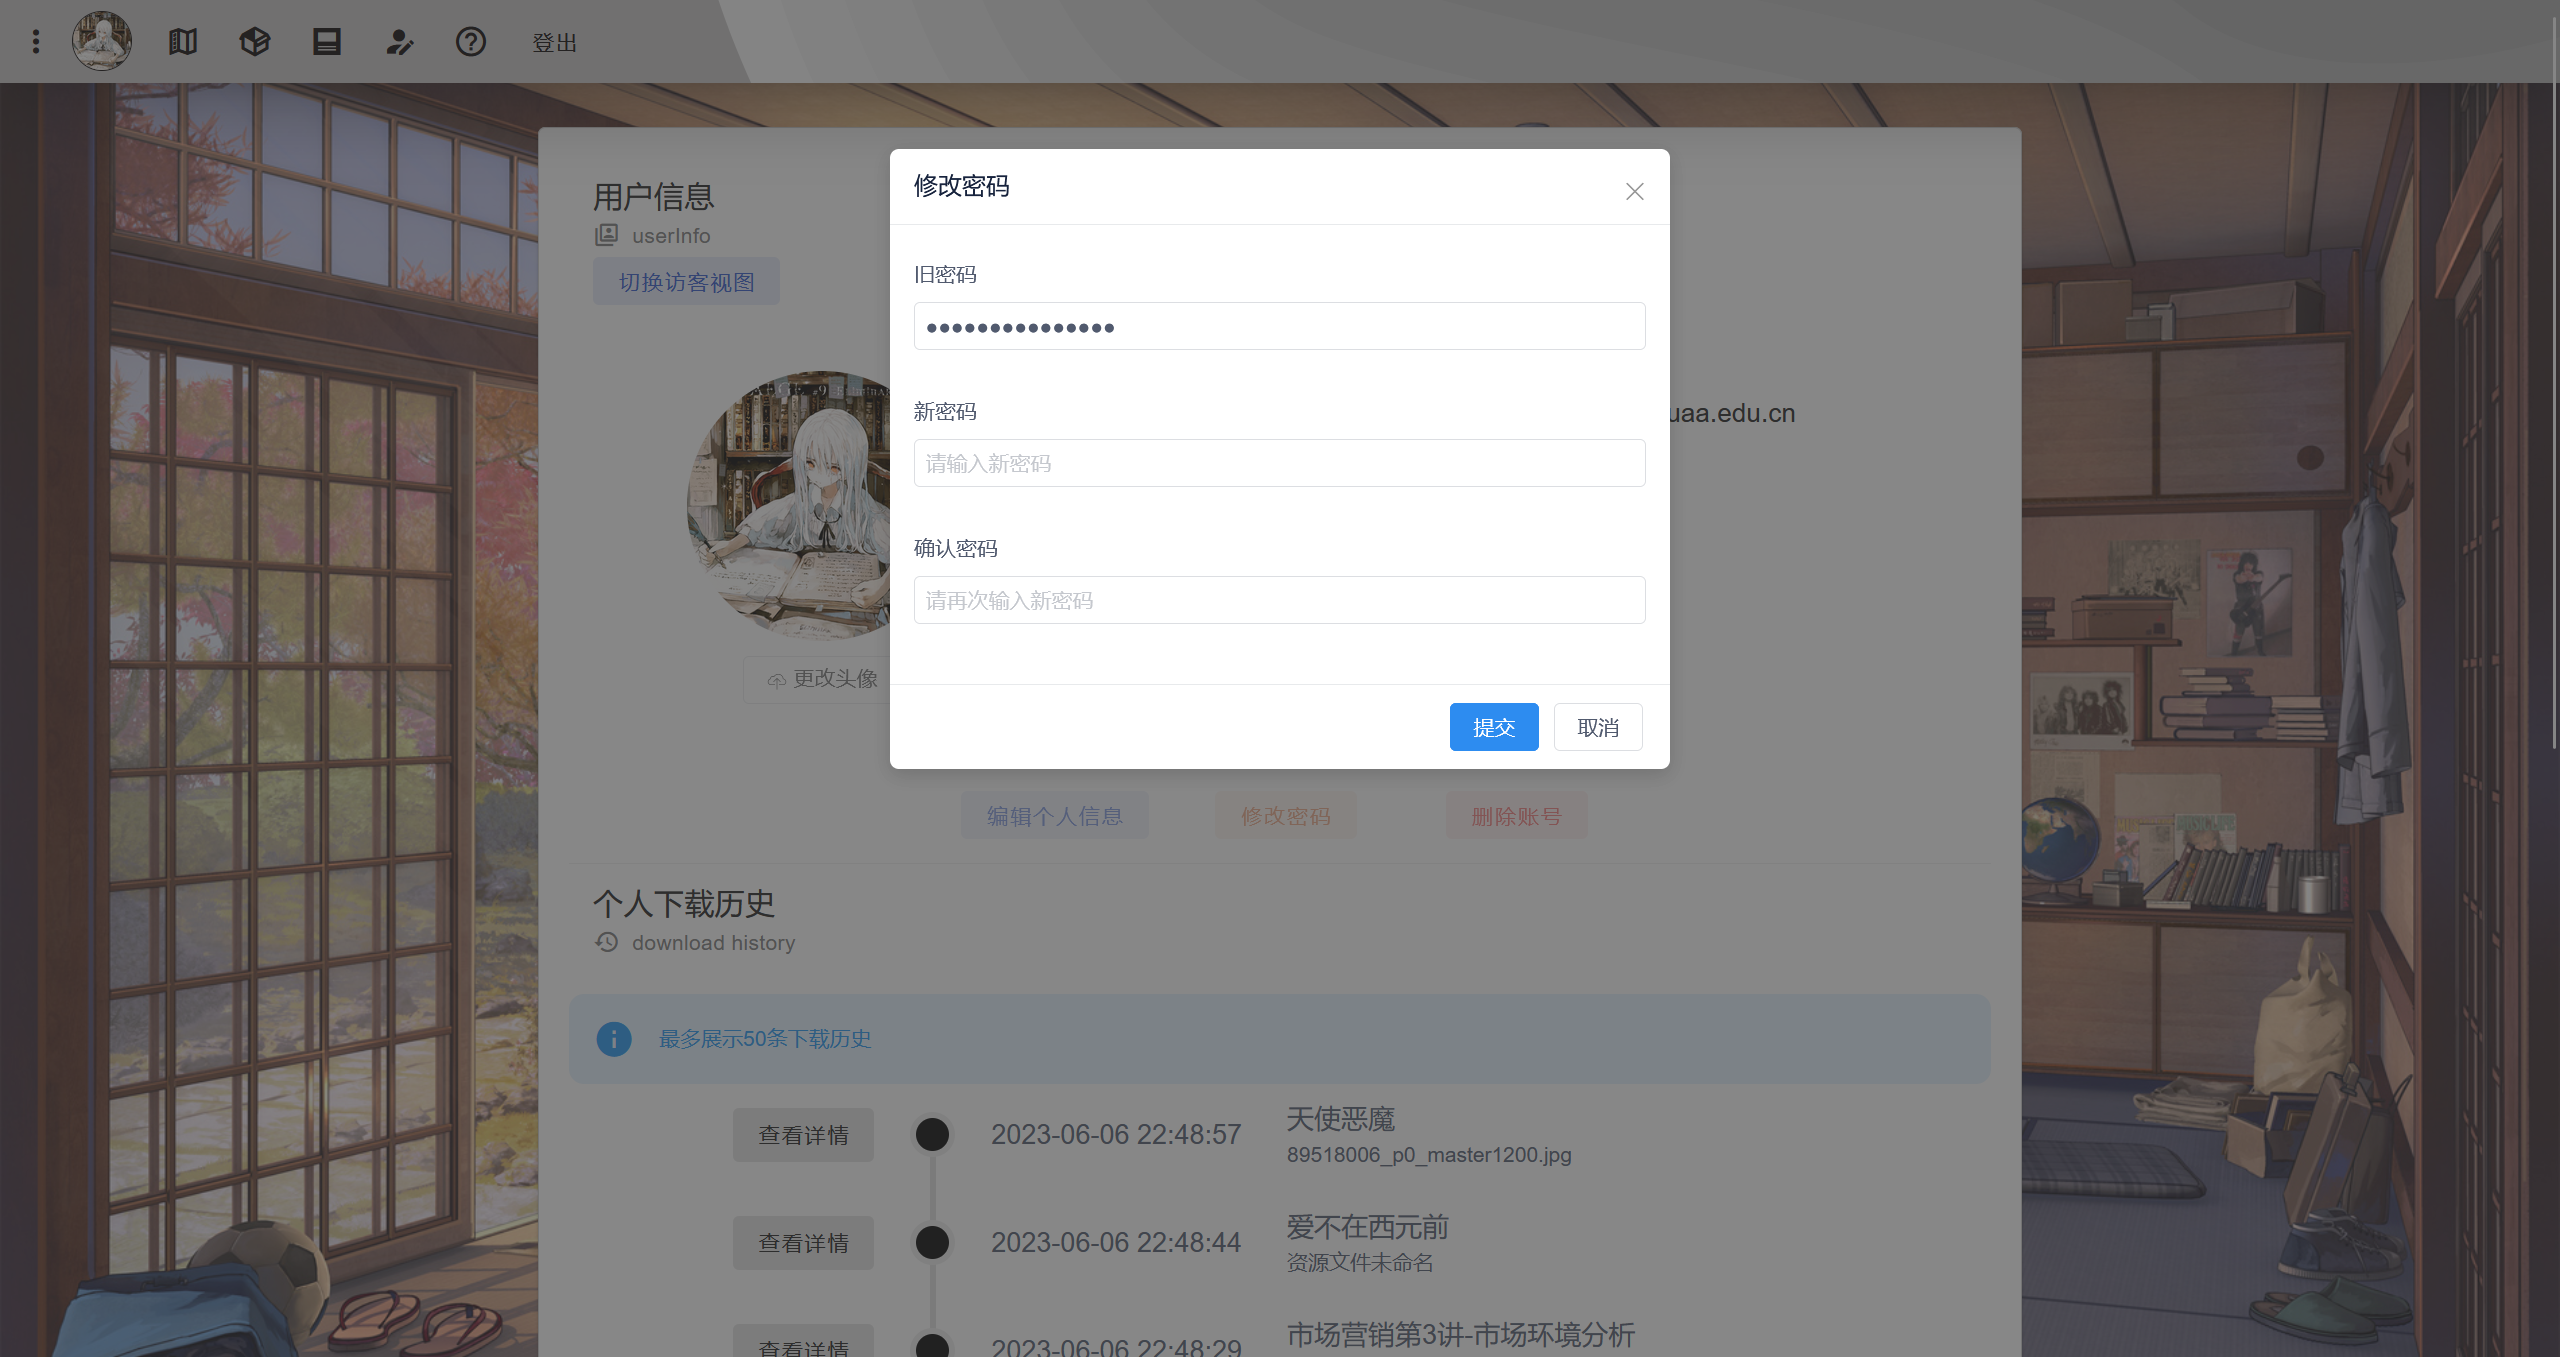 登出
用户信息
userInfo
切换访客视图
修改密码
旧密码
新密码
请输入新密码
确认密码
请再次输入新密码
提交
取消
uaa.edu.cn
更改头像
编辑个人信息
修改密码
删除账号
个人下载历史
download history
最多展示50条下载历史
查看详情
2023-06-06 22:48:57
天使恶魔
89518006_p0_master1200.jpg
查看详情
2023-06-06 22:48:44
爱不在西元前
资源文件未命名
查看详情
2023-06-06 22:48:29
市场营销第3讲-市场环境分析